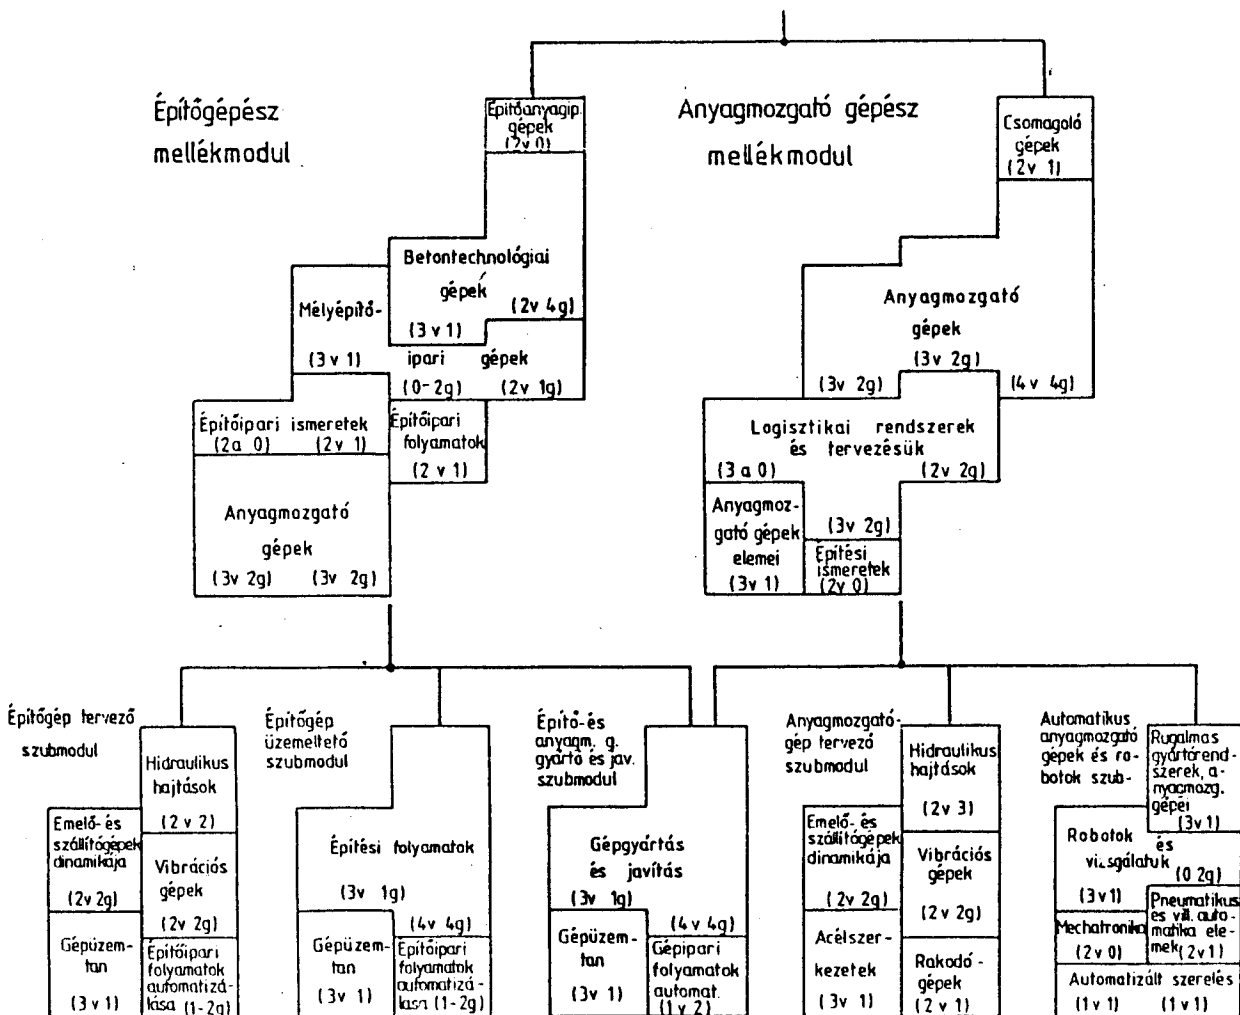 Építőgépész
mellékmodul
Építőanyagip.
gépek
(2v 0)
Betontechnológiai
gépek
(2v 4g)
(3 v 1)
Mélyépítő-
(3 v 1)
ipari gépek
(0-2g) (2v 1g)
Építőipari ismeretek
(2a 0) (2v 1)
Építőipari
folyamatok
(2 v 1)
Anyagmozgató
gépek
(3v 2g) (3v 2g)
Anyagmozgató gépész
mellékmodul
Csomagoló
gépek
(2v 1)
Anyagmozgató
gépek
(3v 2g)
(3v 2g)
(4v 4g)
Logisztikai rendszerek
és tervezésük
(3 a 0) (2v 2g)
(3v 2g)
Anyagmoz-
gató gépek
elemei
(3v 1)
Építési
ismeretek
(2v 0)
Építőgép tervező
szubmodul
Hidraulikus
hajtások
(2 v 2)
Emelő- és
szállítógépek
dinamikája
(2v 2g)
Vibrációs
gépek
(2v 2g)
Gépüzem-
tan
(3 v 1)
Építőipari
folyamatok
automatizá-
lása (1-2g)
Építőgép
üzemeltető
szubmodul
Építési folyamatok
(3v 1g)
(4v 4g)
Gépüzem-
tan
(3v 1)
Építőipari
folyamatok
automatizá-
lása (1-2g)
Építő- és
anyagm. g.
gyártó és jav.
szubmodul
Gépgyártás
és javítás
(3v 1g)
(4v 4g)
Gépüzem-
tan
(3v 1)
Gépipari
folyamatok
automat.
(1 v 2)
Anyagmozgató-
gép tervező
szubmodul
Hidraulikus
hajtások
(2v 3)
Emelő- és
szállítógépek
dinamikája
(2v 2g)
Vibrációs
gépek
(2v 2g)
Acélszer-
kezetek
(3v 1)
Rakodó-
gépek
(2 v 1)
Automatikus
anyagmozgató
gépek és ro-
botok szub-
Rugalmas
gyártórend-
szerek, a-
nyagmozg.
gépei
(3v 1)
Robotok és
vizsgálatuk
(0 2g)
(3 v 1)
Pneumatikus
és vill. auto-
matika ele-
mek (2v1)
Mechatronika
(2 v 0)
Automatizált szerelés
(1 v 1) (1 v 1)